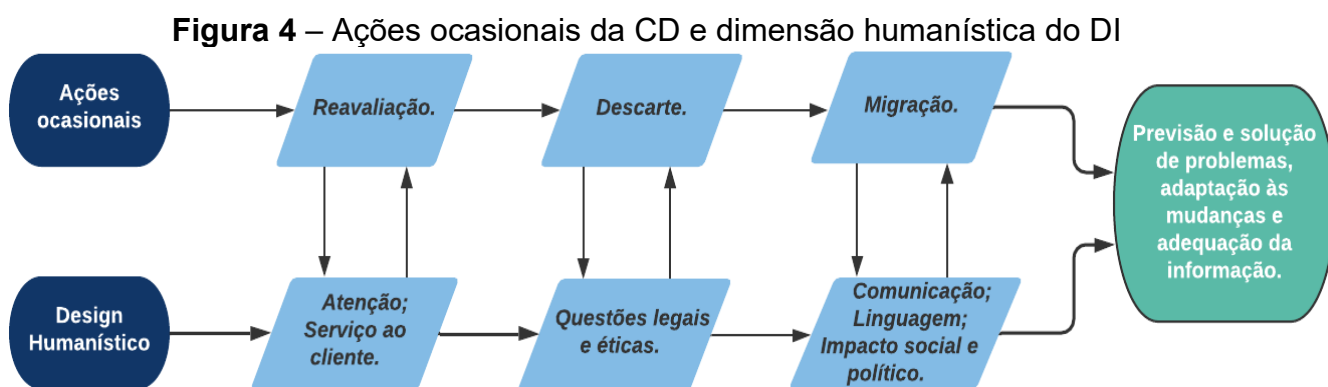 Figura 4 – Ações ocasionais da CD e dimensão humanística do DI
Ações
ocasionais
Reavaliação.
Descarte.
Migração.
Previsão e solução
de problemas,
adaptação às
mudanças e
adequação da
informação.
Design
Humanístico
Atenção;
Serviço ao
cliente.
Questões legais
e éticas.
Comunicação;
Linguagem;
Impacto social e
político.